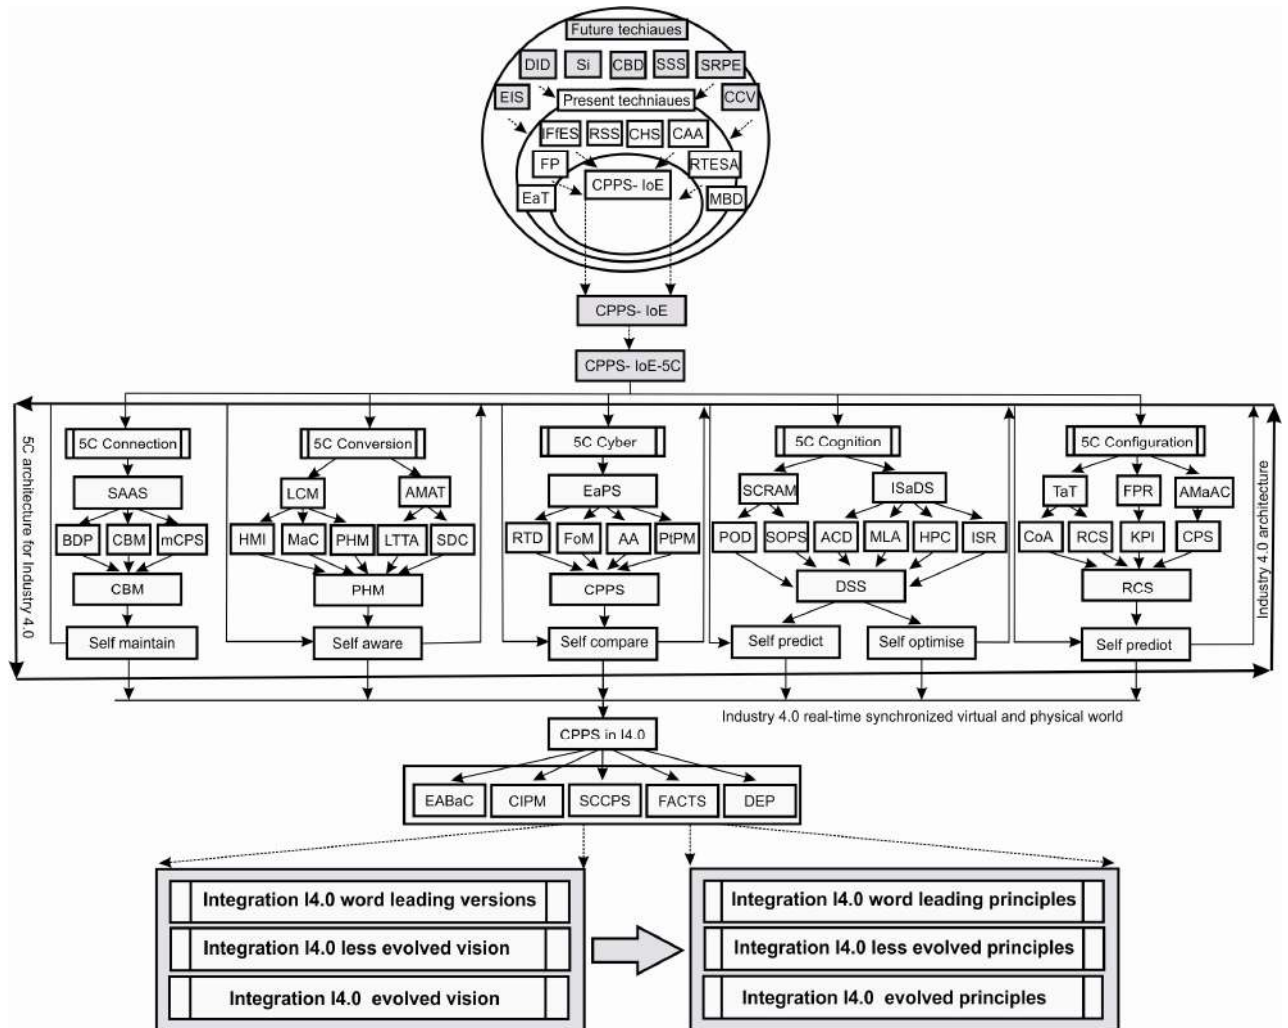 Future techiaues
DID Si CBD SSS SRPE
EIS CCV
Present techniaues
IFfES RSS CHS CAA
FP RTESA
CPPS- IoE
EaT MBD
CPPS- IoE
CPPS- IoE-5C
5C architecture for Industry 4.0
Industry 4.0 architecture
5C Connection 5C Conversion 5C Cyber 5C Cognition 5C Configuration
SAAS LCM AMAT EaPS SCRAM ISaDS TaT FPR AMaAC
BDP CBM mCPS HMI MaC PHM LTTA SDC RTD FoM AA PtPM POD SOPS ACD MLA HPC ISR CoA RCS KPI CPS
CBM PHM CPPS DSS RCS
Self maintain Self aware Self compare Self predict Self optimise Self prediot
Industry 4.0 real-time synchronized virtual and physical world
CPPS in I4.0
EABaC CIPM SCCPS FACTS DEP
Integration I4.0 word leading versions
Integration I4.0 less evolved vision
Integration I4.0 evolved vision
Integration I4.0 word leading principles
Integration I4.0 less evolved principles
Integration I4.0 evolved principles